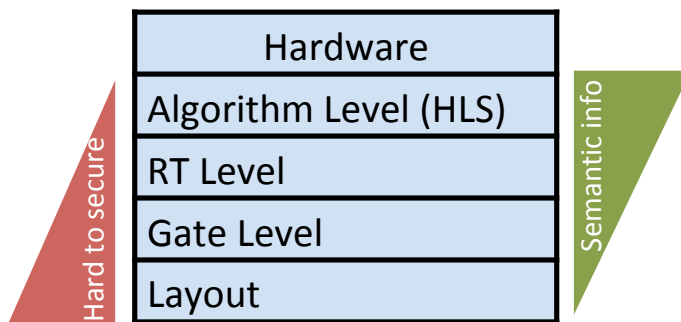 Hardware
Algorithm Level (HLS)
RT Level
Gate Level
Layout
Hard to secure
Semantic info